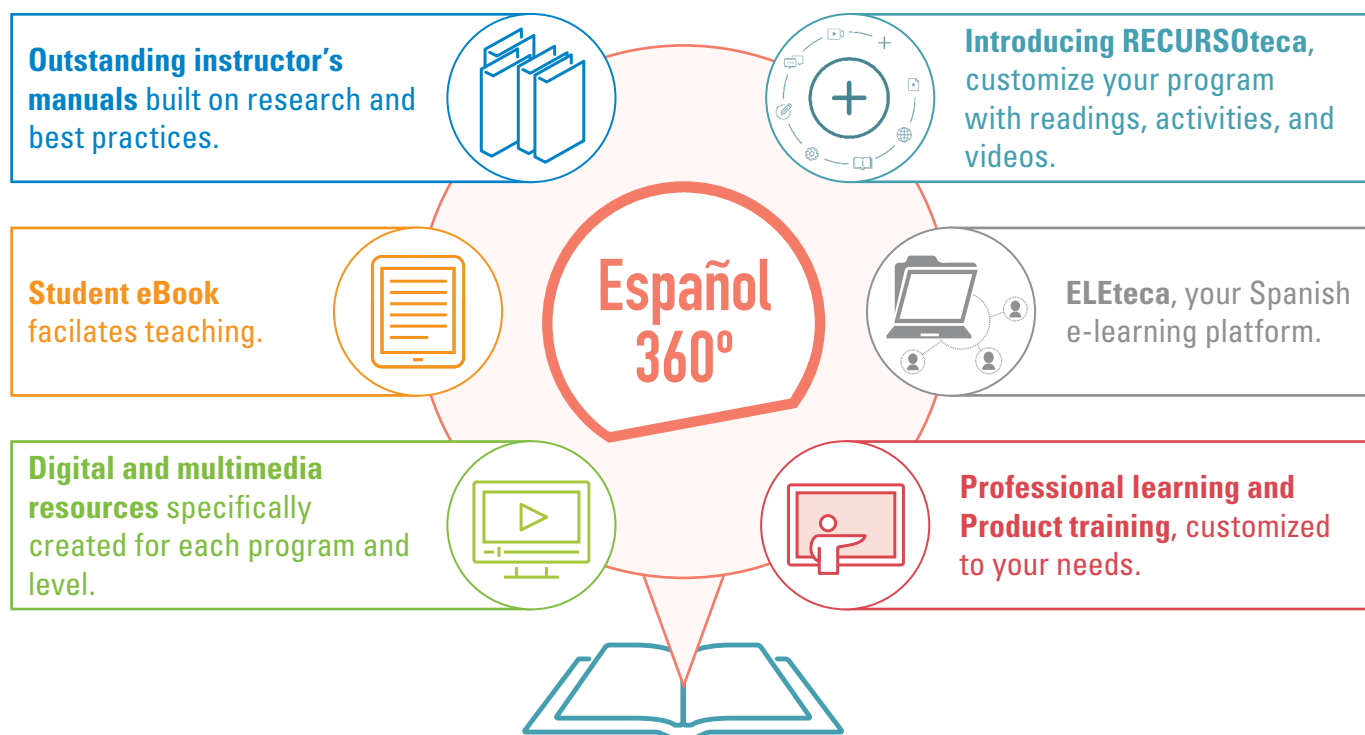 Outstanding instructor's
manuals built on research and
best practices.
Introducing RECURSOteca,
customize your program
with readings, activities, and
videos.
Student eBook
facilates teaching.
Español
360º
ELEteca, your Spanish
e-learning platform.
Digital and multimedia
resources specifically
created for each program and
level.
Professional learning and
Product training, customized
to your needs.